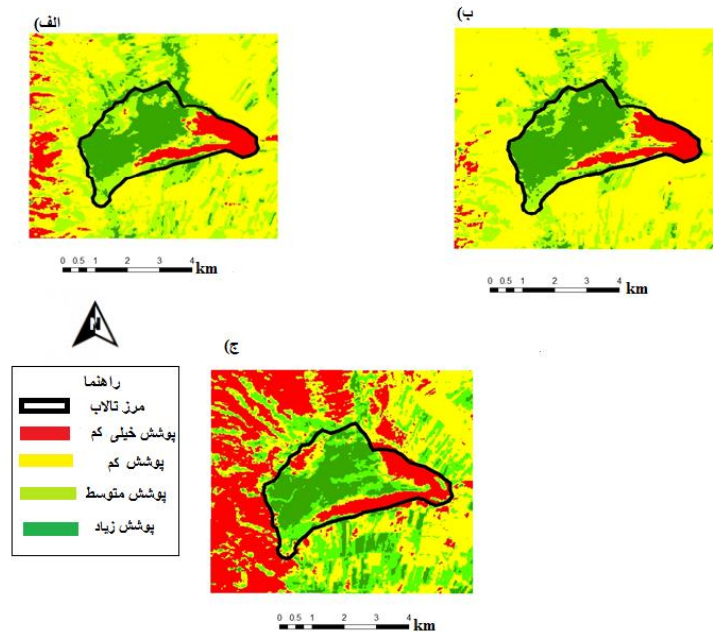 الف)
ب)
0 0.5 1 2 3 4 km
0 0.5 1 2 3 4 km
N
ج)
راهنما
مرز تالاب
پوشش خیلی کم
پوشش کم
پوشش متوسط
پوشش زیاد
0 0.5 1 2 3 4 km